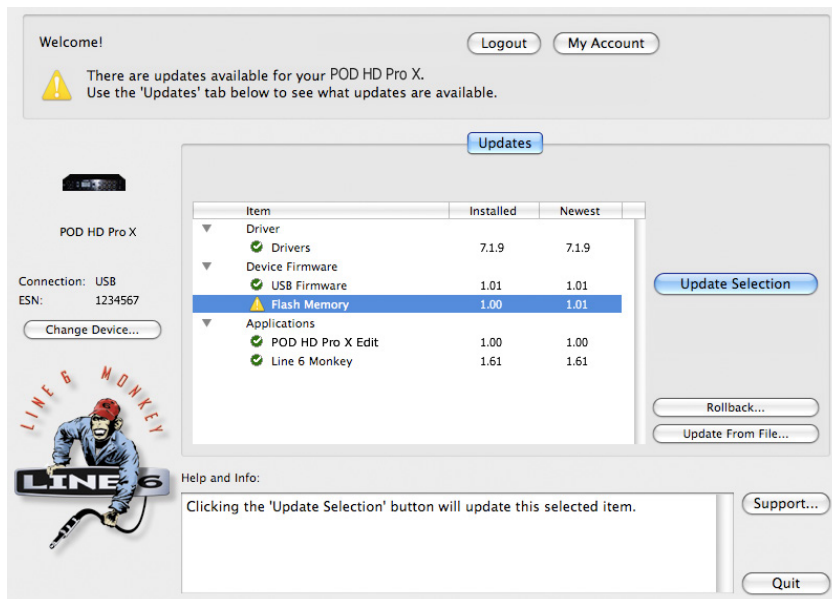 Welcome!
Logout
My Account
There are updates available for your POD HD Pro X.
Use the 'Updates' tab below to see what updates are available.
Updates
POD HD Pro X
Connection: USB
ESN: 1234567
Change Device...
Item Installed Newest
Driver
Drivers 7.1.9 7.1.9
Device Firmware
USB Firmware 1.01 1.01
Flash Memory 1.00 1.01
Applications
POD HD Pro X Edit 1.00 1.00
Line 6 Monkey 1.61 1.61
Update Selection
Rollback...
Update From File...
LINE 6 MONKEY
LINE 6
Help and Info:
Clicking the 'Update Selection' button will update this selected item.
Support...
Quit